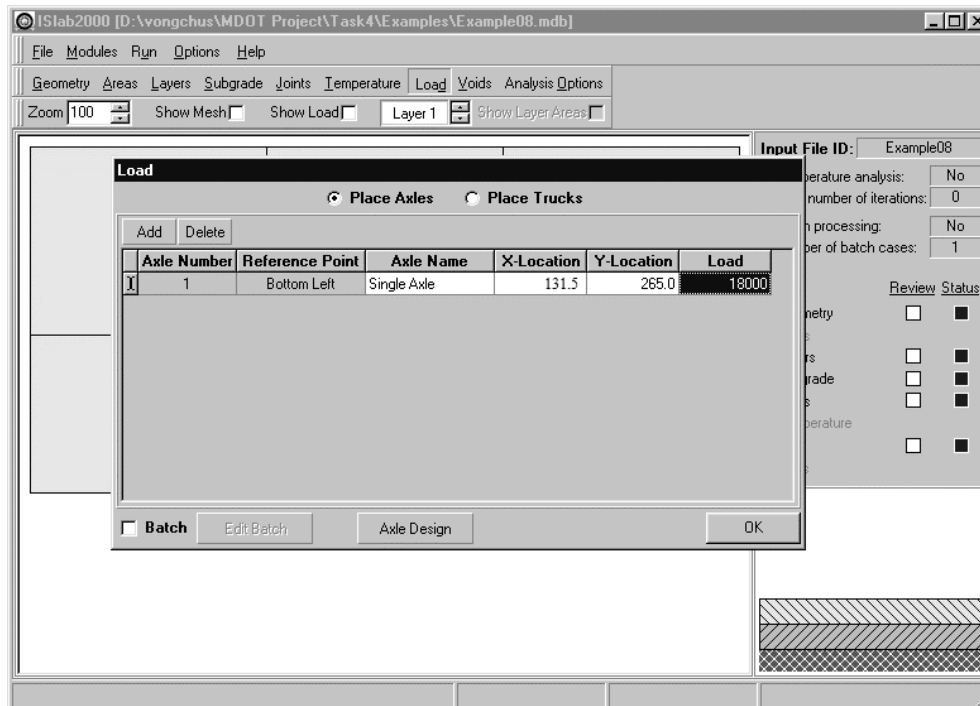 ISlab2000 [D:\vongchus\MDOT Project\Task4\Examples\Example08.mdb]
File Modules Run Options Help
Geometry Areas Layers Subgrade Joints Temperature Load Voids Analysis Options
Zoom 100 Show Mesh Show Load Layer 1 Show Layer Areas
Input File ID: Example08
perature analysis: No
number of iterations: 0
processing: No
ber of batch cases: 1
Review Status
metry
s
rs
grade
s
perature
s
Load
Place Axles Place Trucks
Add Delete
Axle Number Reference Point Axle Name X-Location Y-Location Load
1 Bottom Left Single Axle 131.5 265.0 18000
Batch Edit Batch Axle Design OK